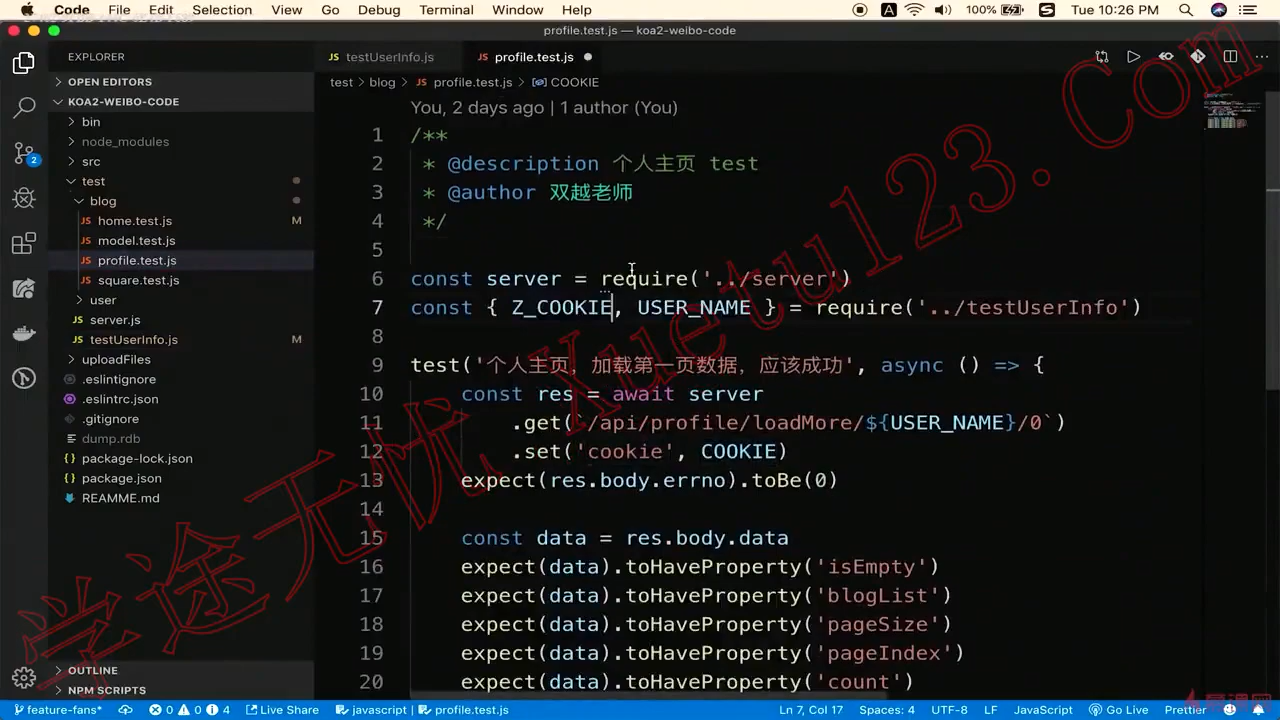 Code File Edit Selection View Go Debug Terminal Window Help 100% Tue 10:26 PM
profile.test.js — koa2-weibo-code
EXPLORER
OPEN EDITORS
KOA2-WEIBO-CODE
bin
node_modules
src
test
blog
home.test.js M
model.test.js
profile.test.js
square.test.js
user
server.js
testUserInfo.js M
uploadFiles
.eslintignore
.eslintrc.json
.gitignore
dump.rdb
package-lock.json
package.json
REAMME.md
OUTLINE
NPM SCRIPTS
2
JS testUserInfo.js JS profile.test.js
test > blog > JS profile.test.js > COOKIE
You, 2 days ago | 1 author (You)
1 /**
2 * @description 个人主页 test
3 * @author 双越老师
4 */
5
6 const server = require('../server')
7 const { Z_COOKIE, USER_NAME } = require('../testUserInfo')
8
9 test('个人主页，加载第一页数据，应该成功', async () => {
10 const res = await server
11 .get(`/api/profile/loadMore/${USER_NAME}/0`)
12 .set('cookie', COOKIE)
13 expect(res.body.errno).toBe(0)
14
15 const data = res.body.data
16 expect(data).toHaveProperty('isEmpty')
17 expect(data).toHaveProperty('blogList')
18 expect(data).toHaveProperty('pageSize')
19 expect(data).toHaveProperty('pageIndex')
20 expect(data).toHaveProperty('count')
学途无忧 Xuetu123.Com
feature-fans* 0 0 4 Live Share javascript | profile.test.js Ln 7, Col 17 Spaces: 4 UTF-8 LF JavaScript Go Live Prettier